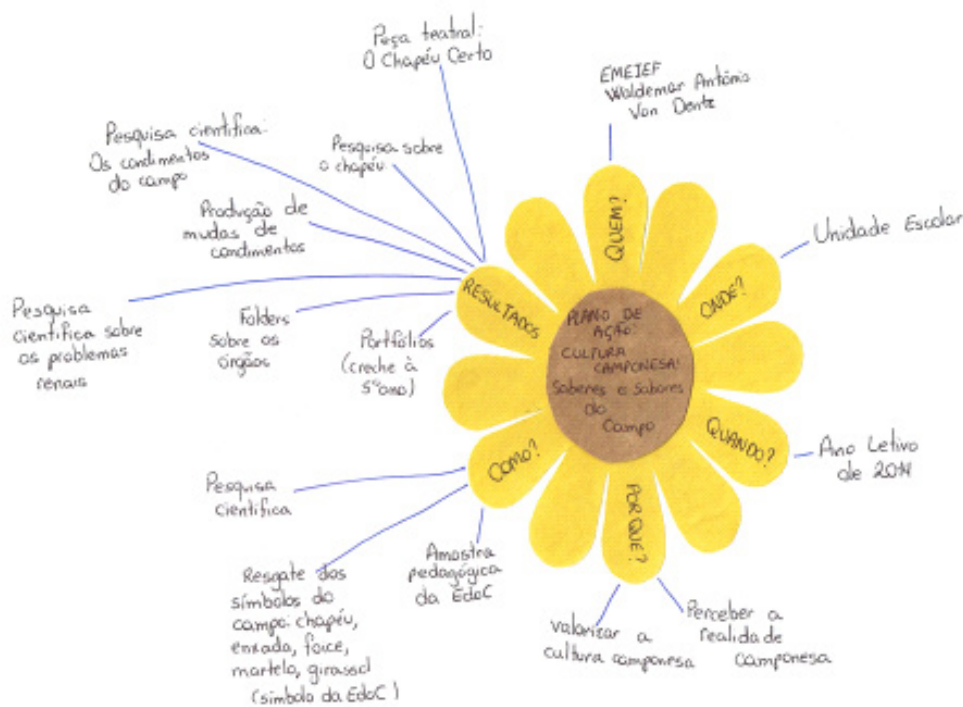 PLANO DE
AÇÃO:
CULTURA
CAMPONESA:
Saberes e Sabores
do
Campo
QUEM?
EMEIEF
Waldemar Antônio
Von Dentz
ONDE?
Unidade Escolar
QUANDO?
Ano Letivo
de 2014
PORQUE?
Perceber a
realidade
camponesa
valorizar a
cultura camponesa
COMO?
Amostra
pedagógica
da EdoC
Resgate dos
símbolos do
campo: chapéu,
enxada, foice,
martelo, girassol
(símbolo da EdoC)
Pesquisa
científica
RESULTADOS
Portfólios
(creche à
5º ano)
Folders
sobre os
órgãos
Pesquisa
científica sobre
os problemas
renais
Produção de
mudas de
condimentos
Pesquisa científica:
Os condimentos
do campo
Pesquisa sobre
o chapéu
Peça teatral:
O Chapéu Certo